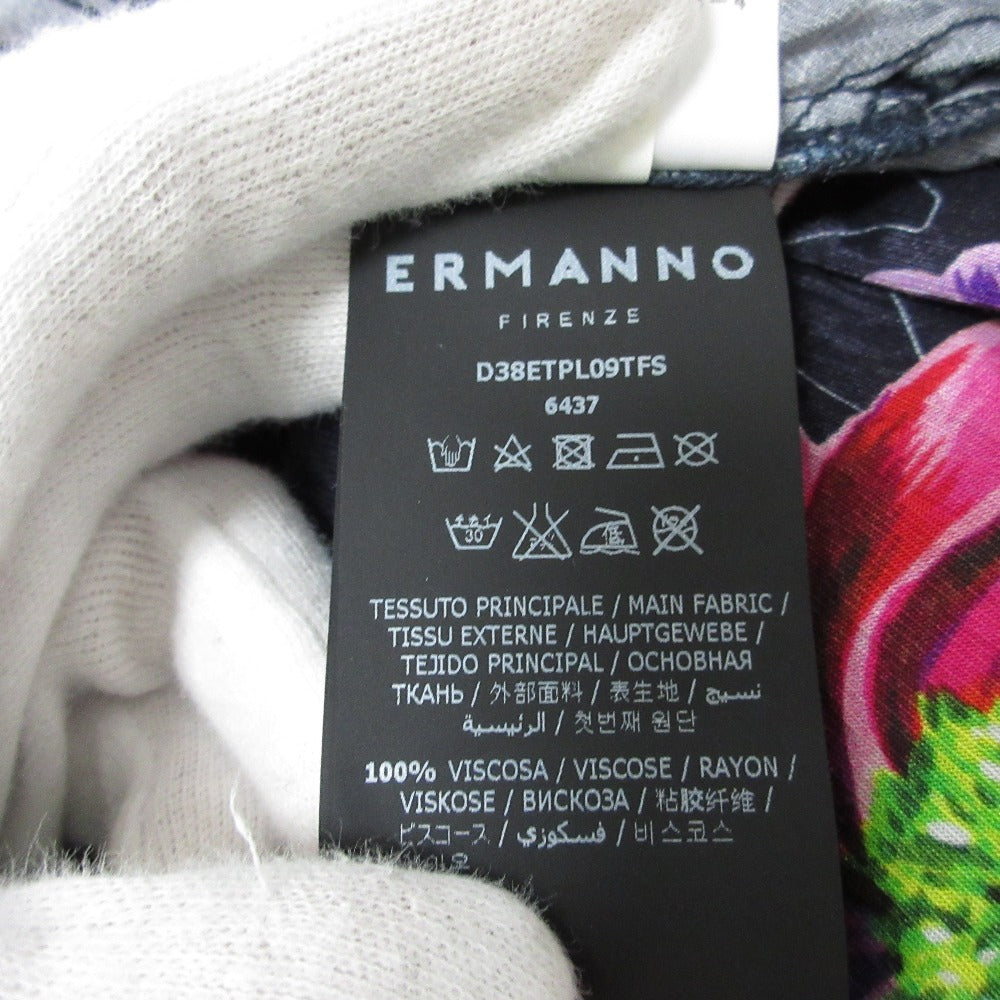 ERMANNO
FIRENZE
D38ETPL09TFS
6437
30
低
TESSUTO PRINCIPALE / MAIN FABRIC /
TISSU EXTERNE / HAUPTGEWEBE /
TEJIDO PRINCIPAL / ОСНОВНАЯ
ТКАНЬ / 外部面料 / 表生地 / نسيج
الرئيسية / 첫번째 원단
100% VISCOSA / VISCOSE / RAYON /
VISKOSE / ВИСКОЗА / 粘胶纤维 /
ビスコース / فسكوزي / 비스코스